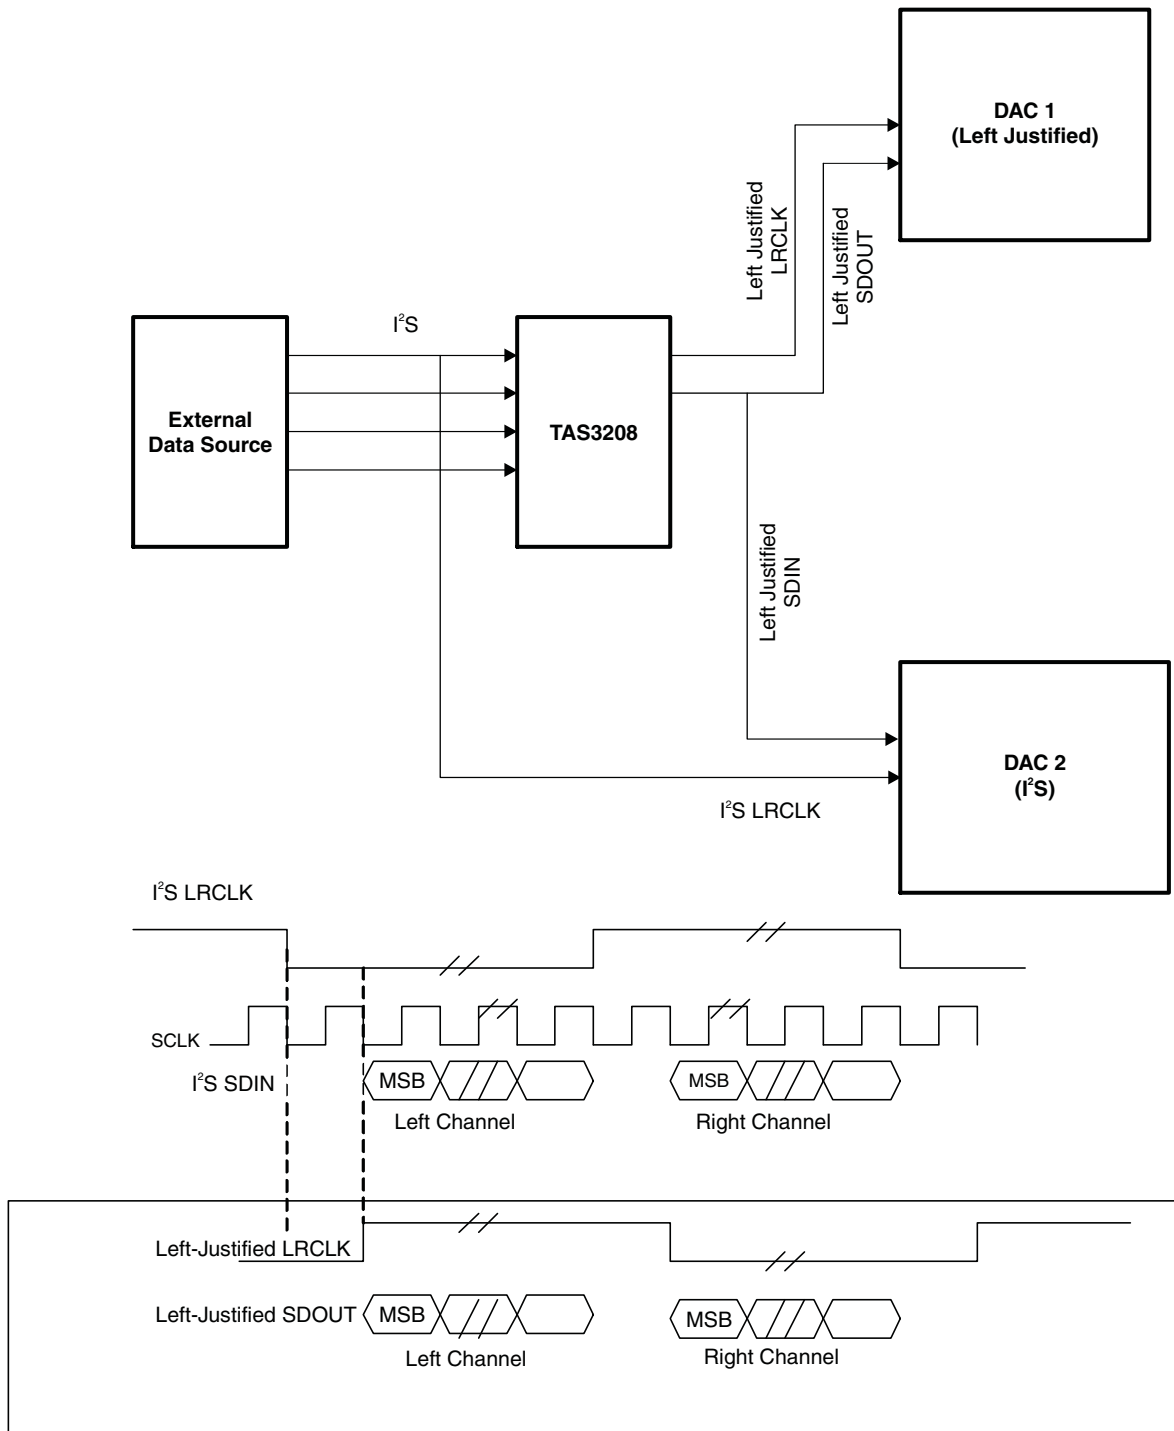 DAC 1
(Left Justified)
Left Justified
LRCLK
Left Justified
SDOUT
I²S
External
Data Source
TAS3208
Left Justified
SDIN
DAC 2
(I²S)
I²S LRCLK
I²S LRCLK
SCLK
I²S SDIN
MSB
MSB
Left Channel
Right Channel
Left-Justified LRCLK
Left-Justified SDOUT
MSB
MSB
Left Channel
Right Channel